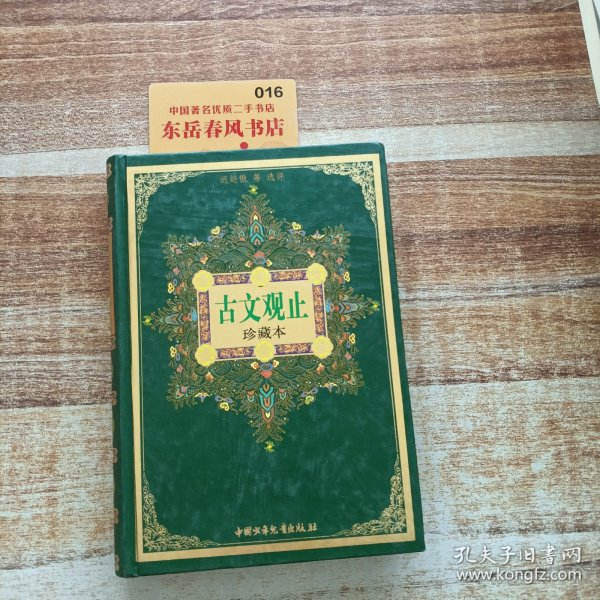 016
中国著名优质二手书店
东岳春风书店
迟赵俄 等 选评
古文观止
珍藏本
中国少年儿童出版社
孔夫子旧书网
www.kongfz.com